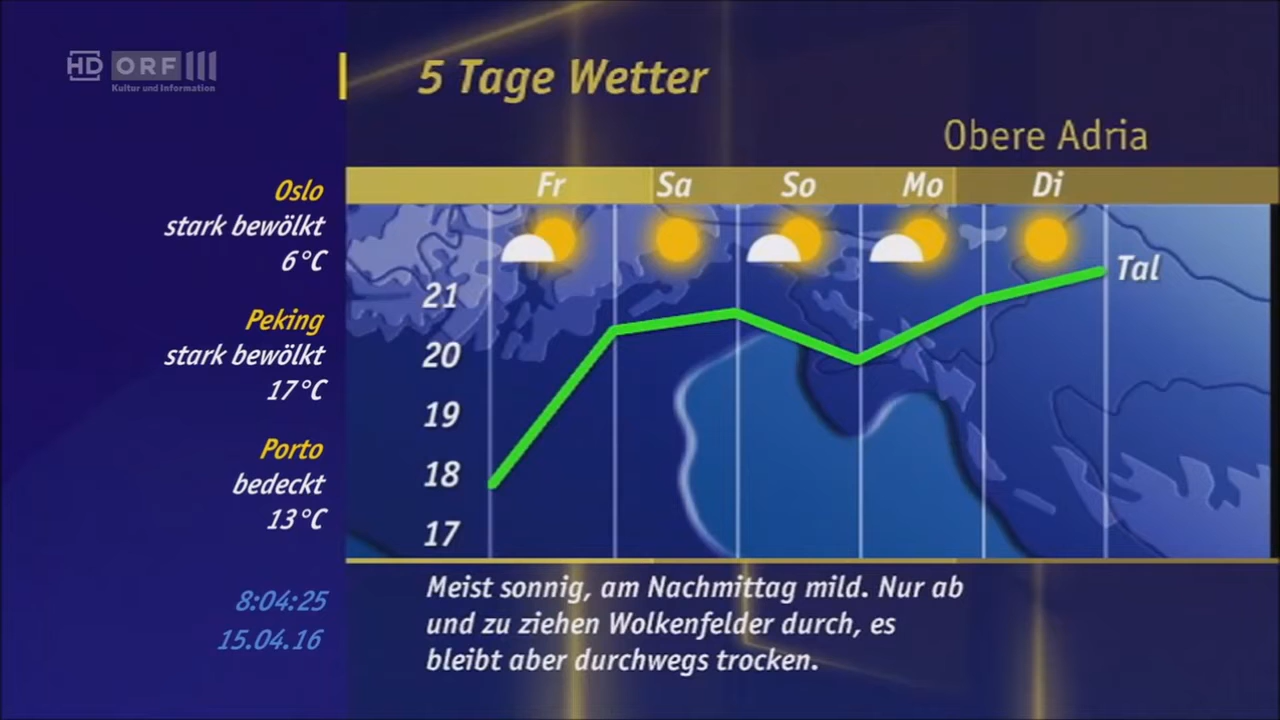 HD ORF III
Kultur und Information
5 Tage Wetter
Obere Adria
Oslo
stark bewölkt
6°C
Peking
stark bewölkt
17°C
Porto
bedeckt
13°C
8:04:25
15.04.16
Fr Sa So Mo Di
Tal
21
20
19
18
17
Meist sonnig, am Nachmittag mild. Nur ab
und zu ziehen Wolkenfelder durch, es
bleibt aber durchwegs trocken.